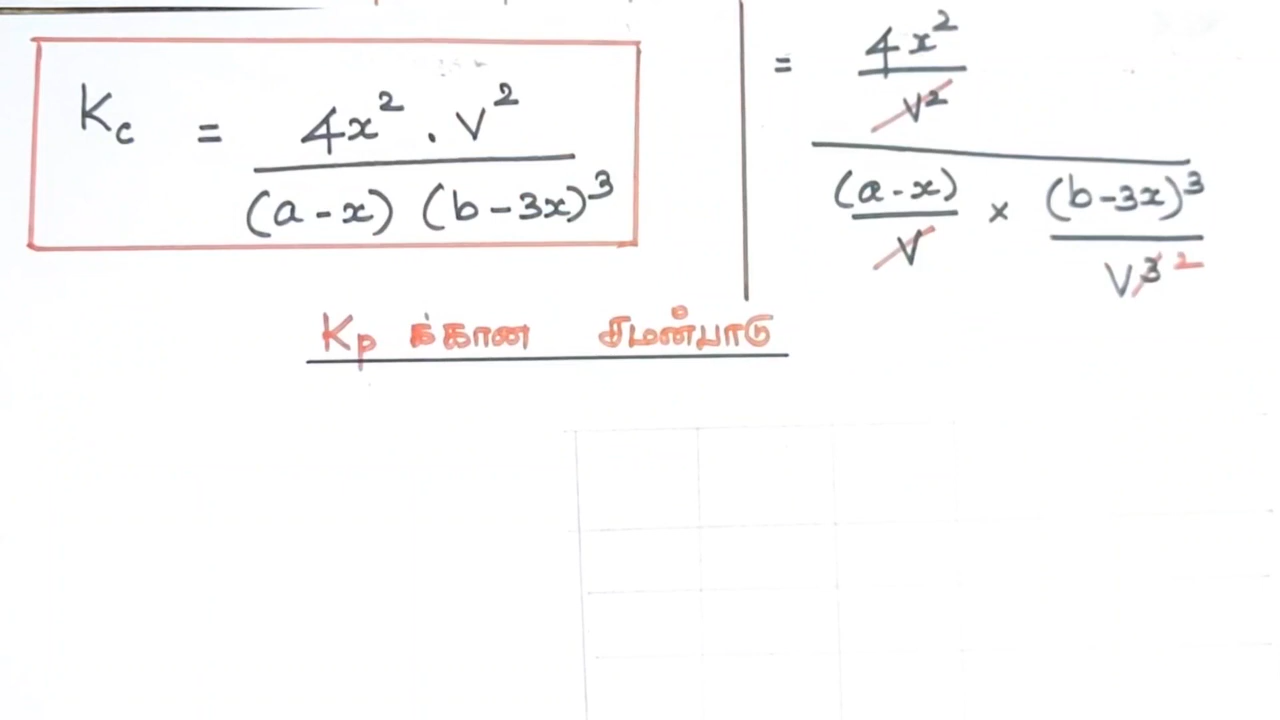 Kc = 4x² . V² / (a - x) (b - 3x)³
= 4x² / V² / (a - x) / V × (b - 3x)³ / V3 2
Kp க்கான சமன்பாடு